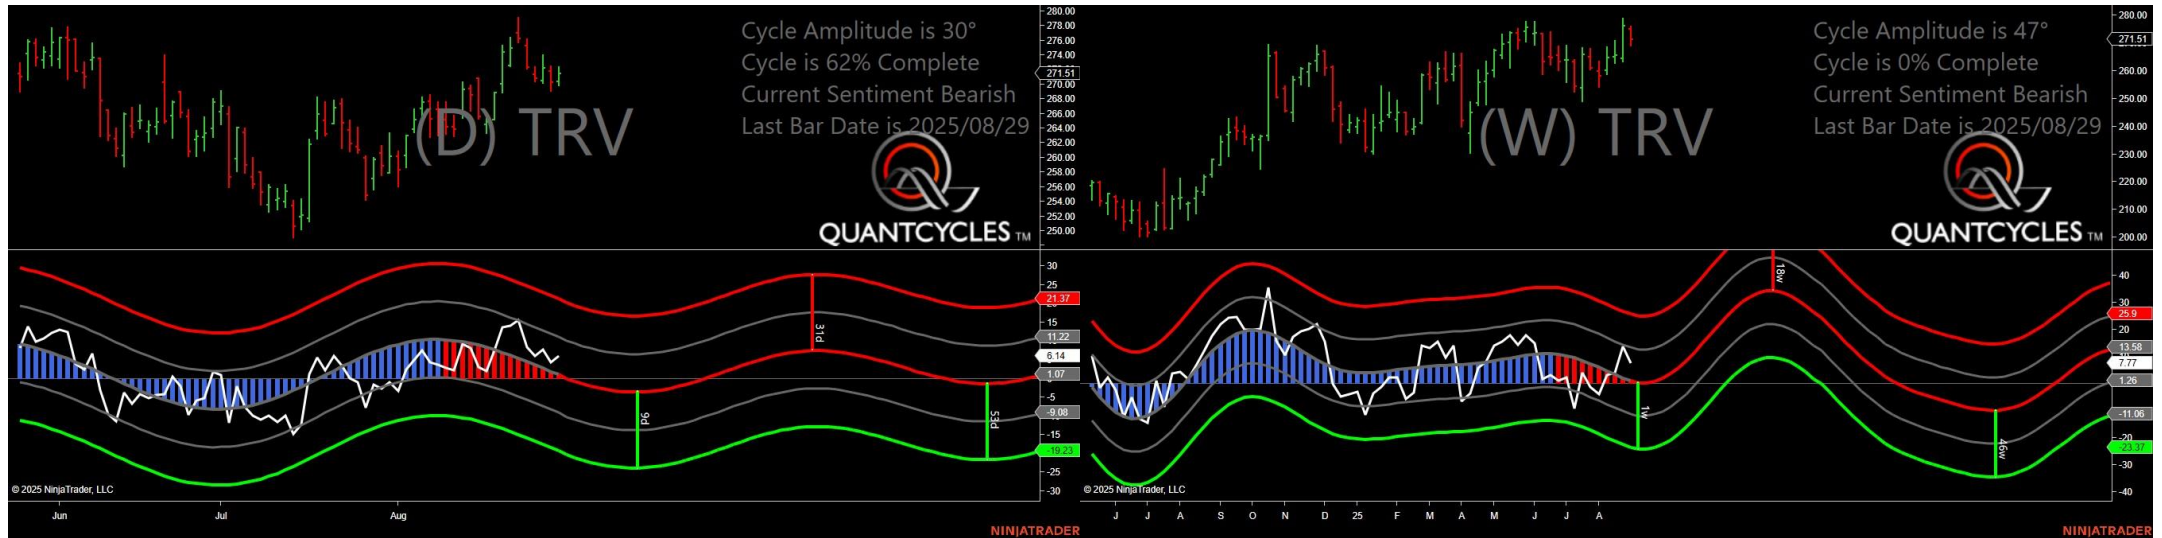 Cycle Amplitude is 30°
Cycle is 62% Complete
Current Sentiment Bearish
Last Bar Date is 2025/08/29
(D) TRV
QUANTCYCLES TM
280.00
278.00
276.00
274.00
271.51
270.00
268.00
266.00
264.00
262.00
260.00
258.00
256.00
254.00
252.00
250.00
30
25
21.37
15
11.22
6.14
1.07
-5
-9.08
-15
-19.23
-25
-30
31d
9d
53d
© 2025 NinjaTrader, LLC
Jun
Jul
Aug
NINJATRADER
Cycle Amplitude is 47°
Cycle is 0% Complete
Current Sentiment Bearish
Last Bar Date is 2025/08/29
(W) TRV
QUANTCYCLES TM
280.00
271.51
260.00
250.00
240.00
230.00
220.00
210.00
200.00
40
30
25.9
20
13.58
7.77
1.26
-11.06
-20
-23.37
-30
-40
18w
1w
46w
© 2025 NinjaTrader, LLC
J
J
A
S
O
N
D
25
F
M
A
M
J
J
A
NINJATRADER